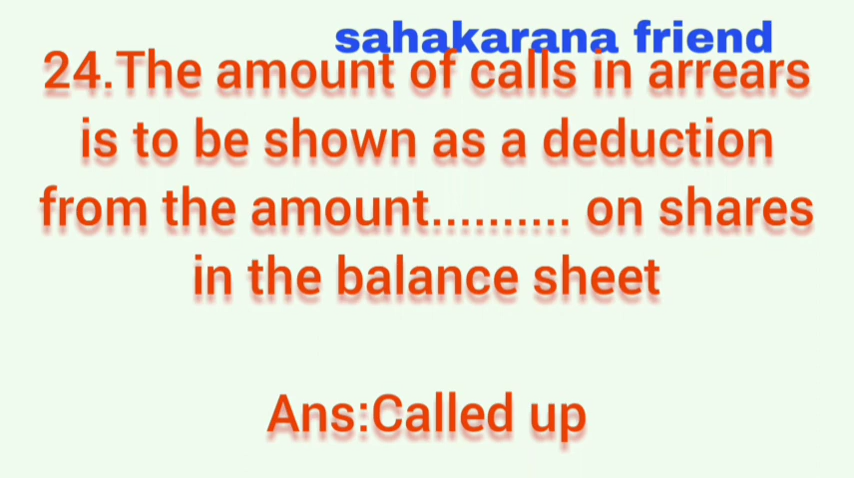 sahakarana friend
24.The amount of calls in arrears
is to be shown as a deduction
from the amount.......... on shares
in the balance sheet
Ans:Called up